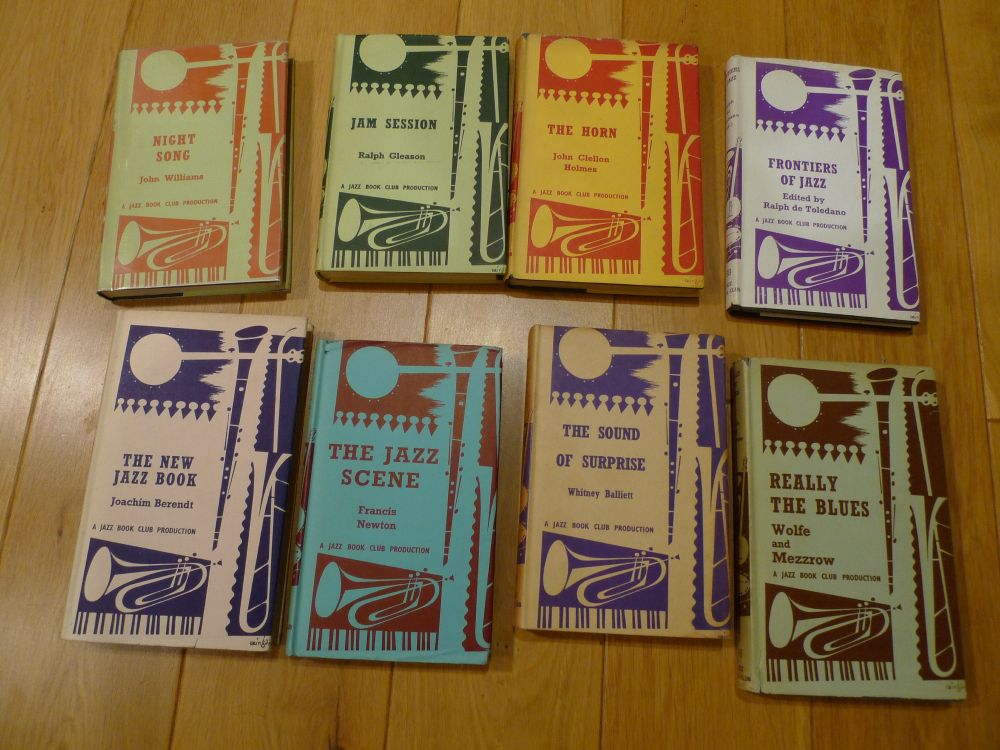 NIGHT
SONG
John Williams
A JAZZ BOOK CLUB PRODUCTION
JAM SESSION
Ralph Gleason
A JAZZ BOOK CLUB PRODUCTION
THE HORN
John Clellon
Holmes
A JAZZ BOOK CLUB PRODUCTION
FRONTIERS
OF JAZZ
Edited by
Ralph de Toledano
A JAZZ BOOK CLUB PRODUCTION
THE NEW
JAZZ BOOK
Joachim Berendt
A JAZZ BOOK CLUB PRODUCTION
THE JAZZ
SCENE
Francis
Newton
A JAZZ BOOK CLUB PRODUCTION
THE SOUND
OF SURPRISE
Whitney Balliett
A JAZZ BOOK CLUB PRODUCTION
REALLY
THE BLUES
Wolfe
and
Mezzrow
A JAZZ BOOK CLUB PRODUCTION